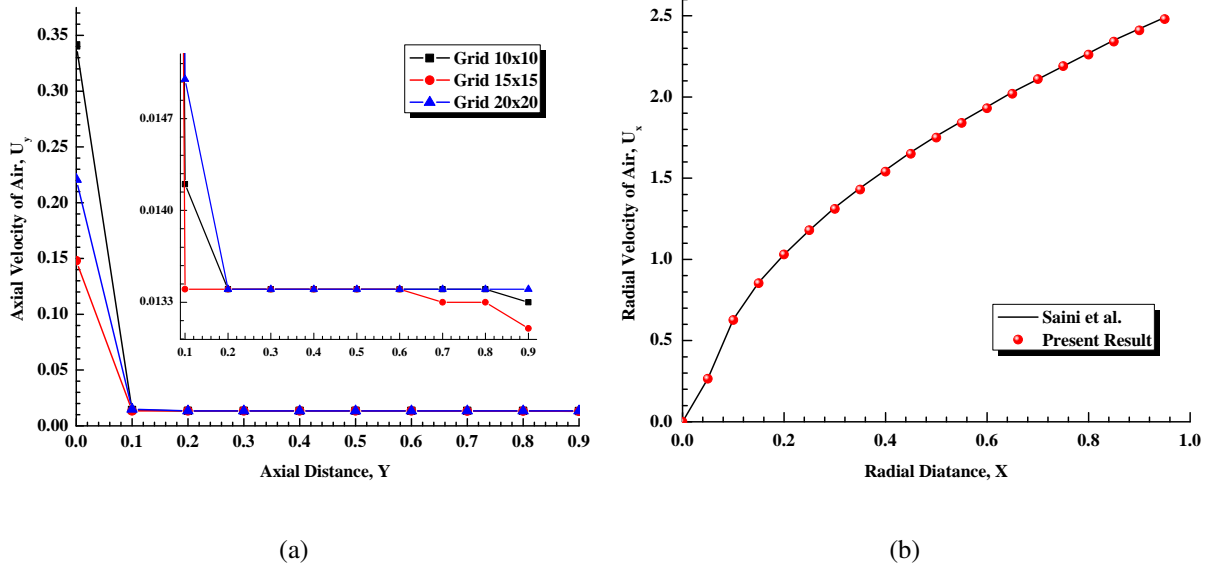 0.35
0.30
0.25
0.20
0.15
0.10
0.05
0.00
Axial Velocity of Air, U_y
0.0 0.1 0.2 0.3 0.4 0.5 0.6 0.7 0.8 0.9
Axial Distance, Y
0.0147
0.0140
0.0133
0.1 0.2 0.3 0.4 0.5 0.6 0.7 0.8 0.9
Grid 10x10
Grid 15x15
Grid 20x20
(a)
2.5
2.0
1.5
1.0
0.5
0.0
Radial Velocity of Air, U_x
0.0 0.2 0.4 0.6 0.8 1.0
Radial Diatance, X
Saini et al.
Present Result
(b)